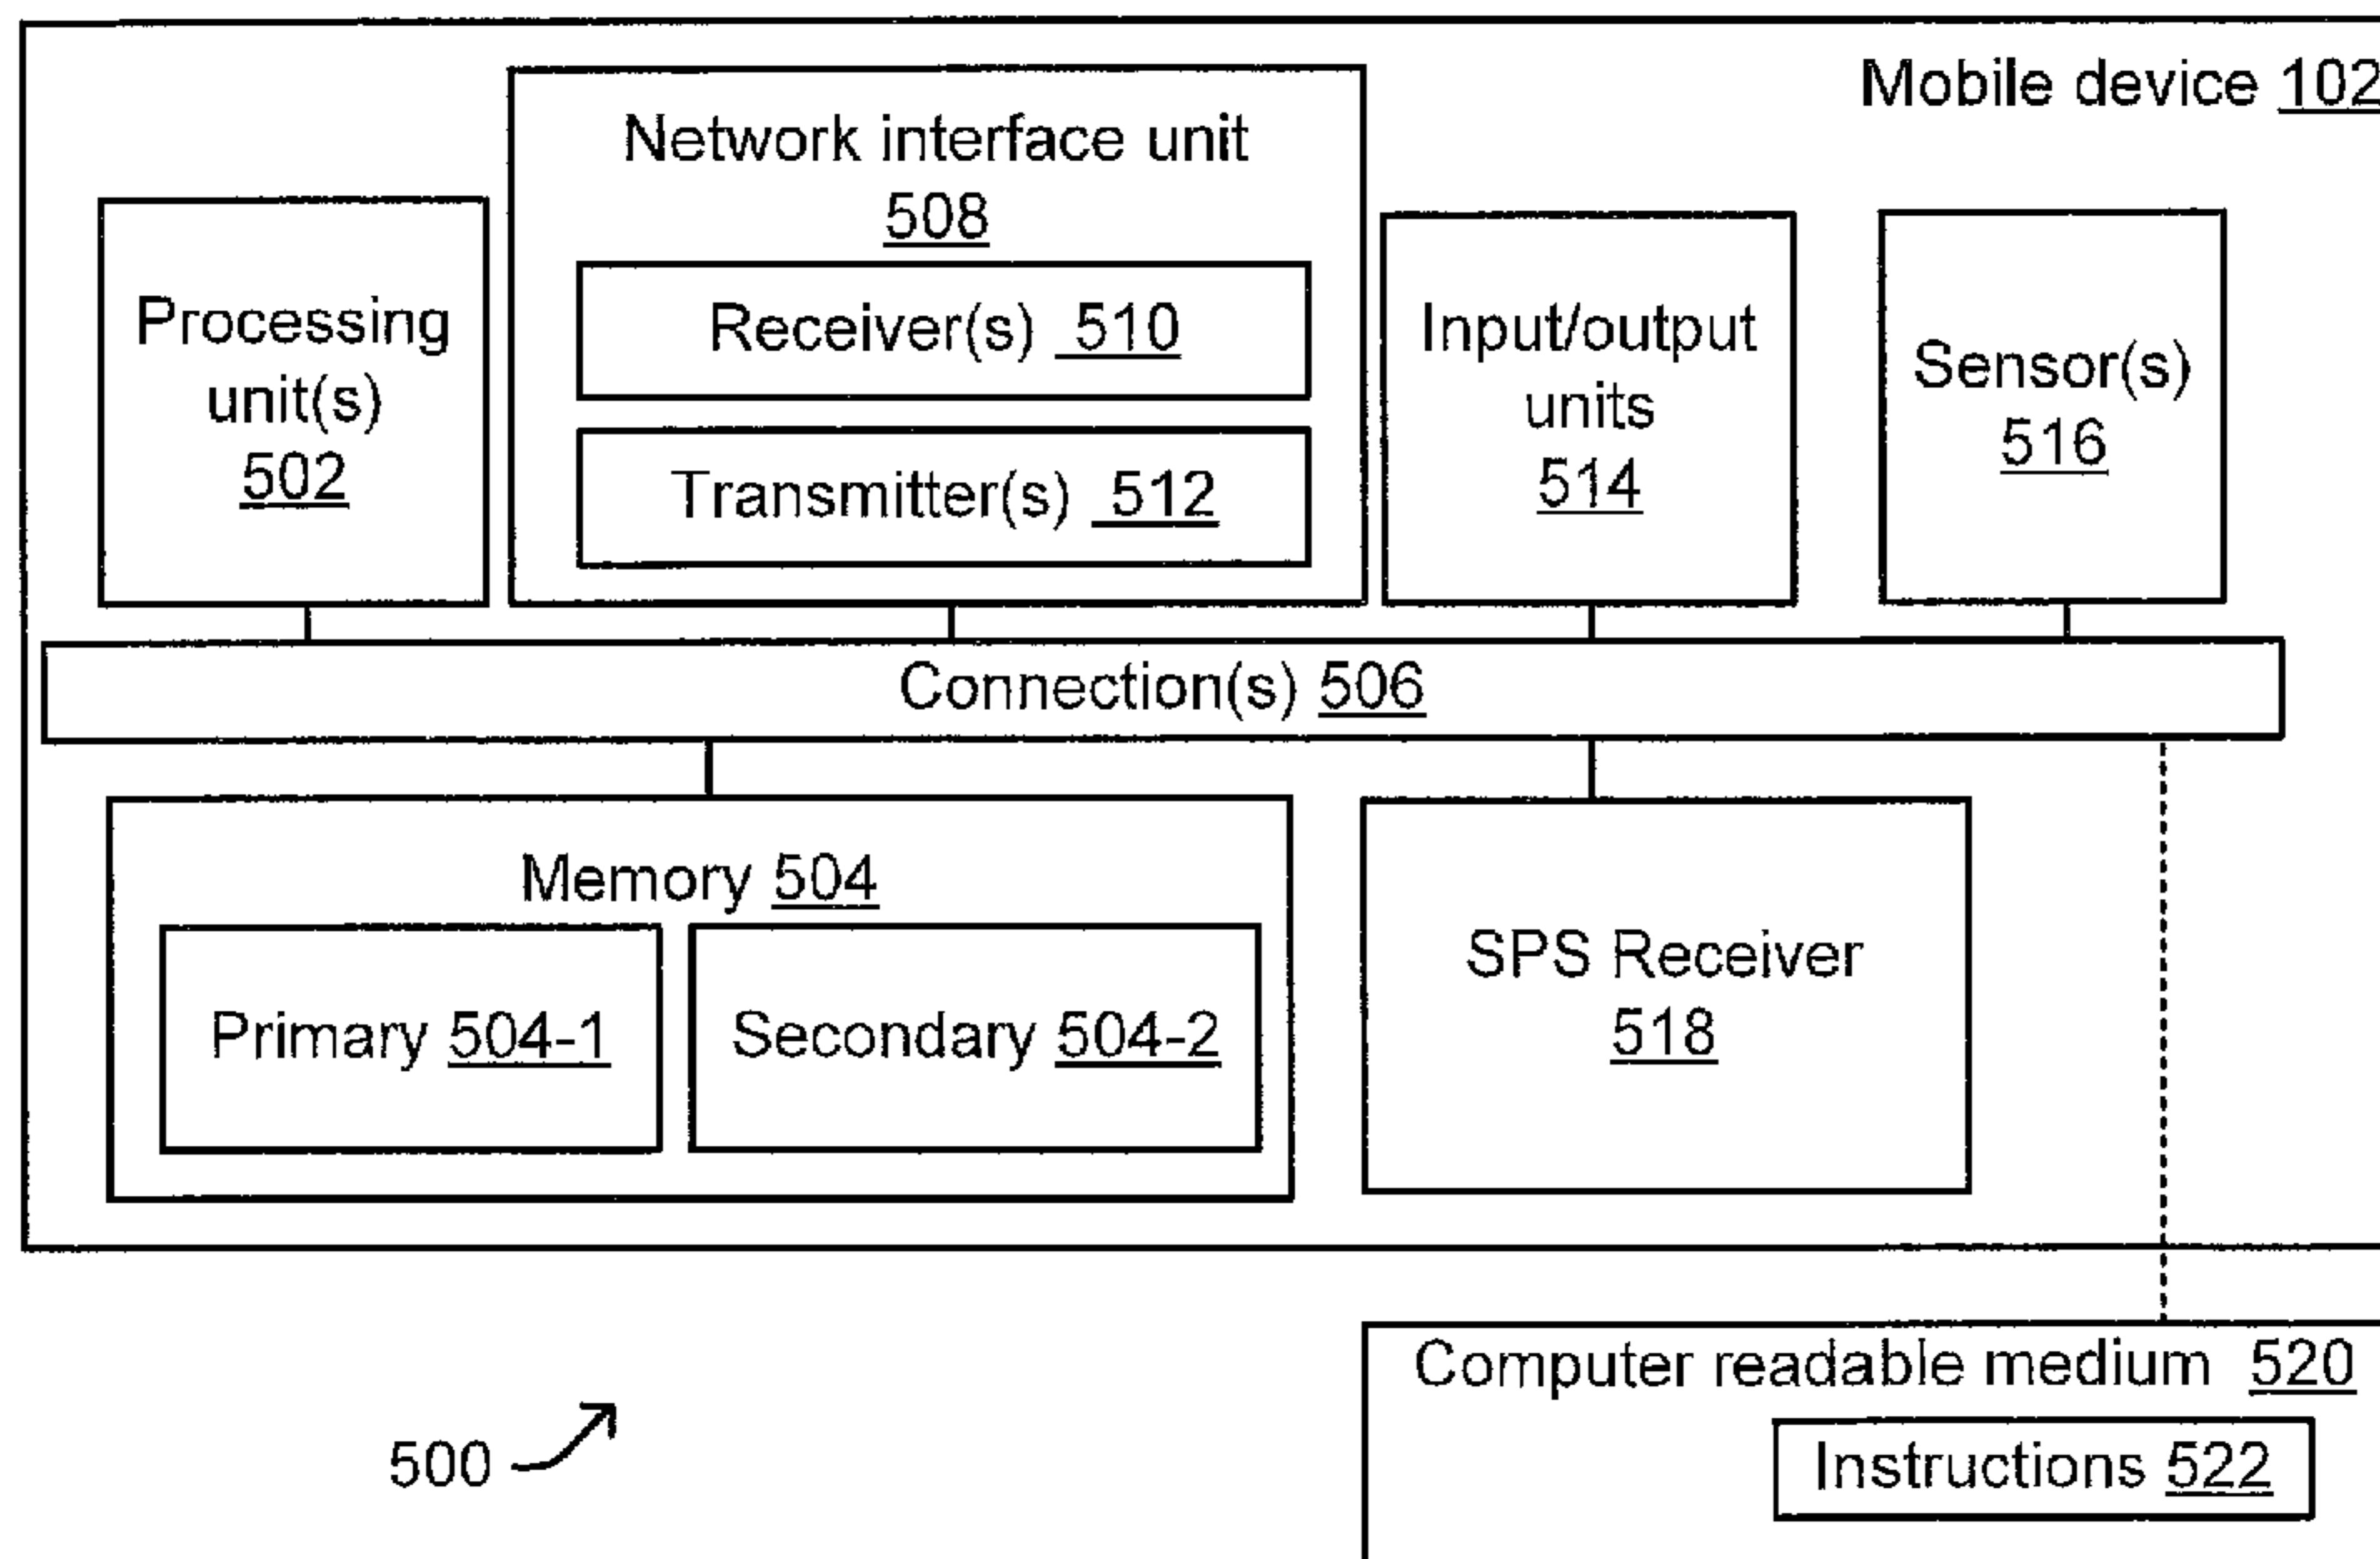 Mobile device 102
Network interface unit
508
Receiver(s) 510
Transmitter(s) 512
Processing
unit(s)
502
Input/output
units
514
Sensor(s)
516
Connection(s) 506
Memory 504
Primary 504-1
Secondary 504-2
SPS Receiver
518
Computer readable medium 520
Instructions 522
500